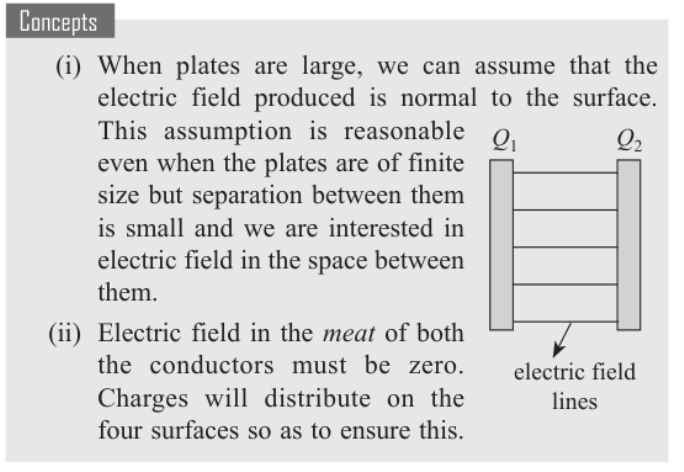 Concepts
(i) When plates are large, we can assume that the
electric field produced is normal to the surface.
This assumption is reasonable
even when the plates are of finite
size but separation between them
is small and we are interested in
electric field in the space between
them.
Q₁ Q₂
(ii) Electric field in the meat of both
the conductors must be zero.
Charges will distribute on the
four surfaces so as to ensure this.
electric field
lines